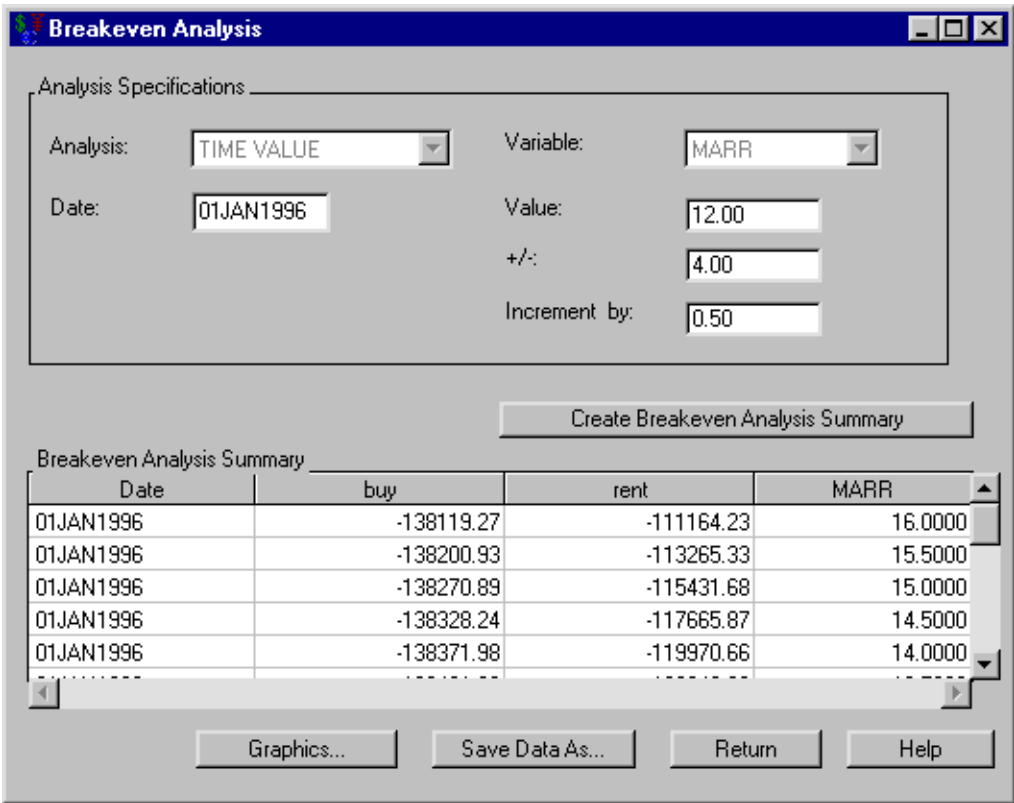 Breakeven Analysis
Analysis Specifications
Analysis: TIME VALUE Variable: MARR
Date: 01JAN1996 Value: 12.00
+/-: 4.00
Increment by: 0.50
Create Breakeven Analysis Summary
Breakeven Analysis Summary
Date buy rent MARR
01JAN1996 -138119.27 -111164.23 16.0000
01JAN1996 -138200.93 -113265.33 15.5000
01JAN1996 -138270.89 -115431.68 15.0000
01JAN1996 -138328.24 -117665.87 14.5000
01JAN1996 -138371.98 -119970.66 14.0000
Graphics... Save Data As... Return Help